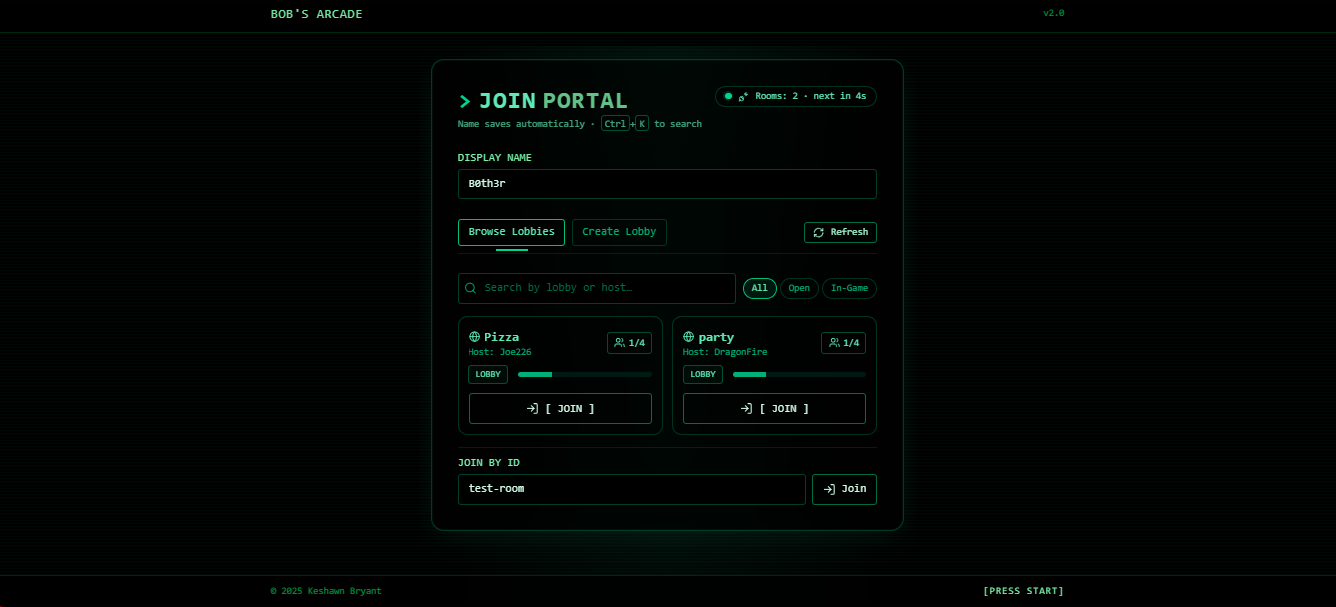 BOB'S ARCADE
v2.0
> JOIN PORTAL
Rooms: 2 · next in 4s
Name saves automatically · Ctrl+K to search
DISPLAY NAME
B0th3r
Browse Lobbies
Create Lobby
Refresh
Search by lobby or host…
All
Open
In-Game
Pizza
1/4
Host: Joe226
LOBBY
[ JOIN ]
party
1/4
Host: DragonFire
LOBBY
[ JOIN ]
JOIN BY ID
test-room
Join
© 2025 Keshawn Bryant
[PRESS START]